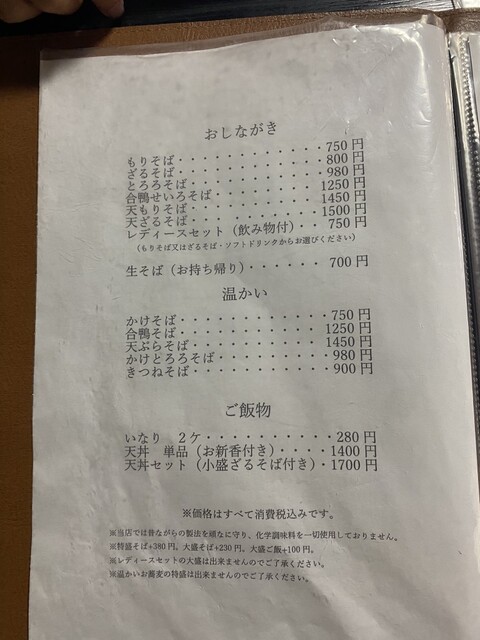 おしながき
もりそば・・・・・・・・・・・・750円
ざるそば・・・・・・・・・・・・800円
とろろそば・・・・・・・・・・・980円
合鴨せいろそば・・・・・・・・・1250円
天もりそば・・・・・・・・・・・1450円
天ざるそば・・・・・・・・・・・1500円
レディースセット（飲み物付）・・750円
（もりそば又はざるそば・ソフトドリンクからお選びください）
生そば（お持ち帰り）・・・・・・700円
温かい
かけそば・・・・・・・・・・・・750円
合鴨そば・・・・・・・・・・・・1250円
天ぷらそば・・・・・・・・・・・1450円
かけとろろそば・・・・・・・・・980円
きつねそば・・・・・・・・・・・900円
ご飯物
いなり　２ケ・・・・・・・・・・280円
天丼　単品（お新香付き）・・・・1400円
天丼セット（小盛ざるそば付き）・1700円
※価格はすべて消費税込みです。
※当店では昔ながらの製法を頑なに守り、化学調味料を一切使用しておりません。
※特盛そば+380円。大盛そば+230円。大盛ご飯+100円。
※レディースセットの大盛は出来ませんのでご了承ください。
※温かいお蕎麦の特盛は出来ませんのでご了承ください。